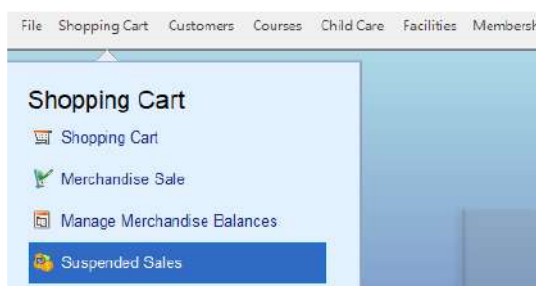 File Shopping Cart Customers Courses Child Care Facilities Membersh
Shopping Cart
Shopping Cart
Merchandise Sale
Manage Merchandise Balances
Suspended Sales